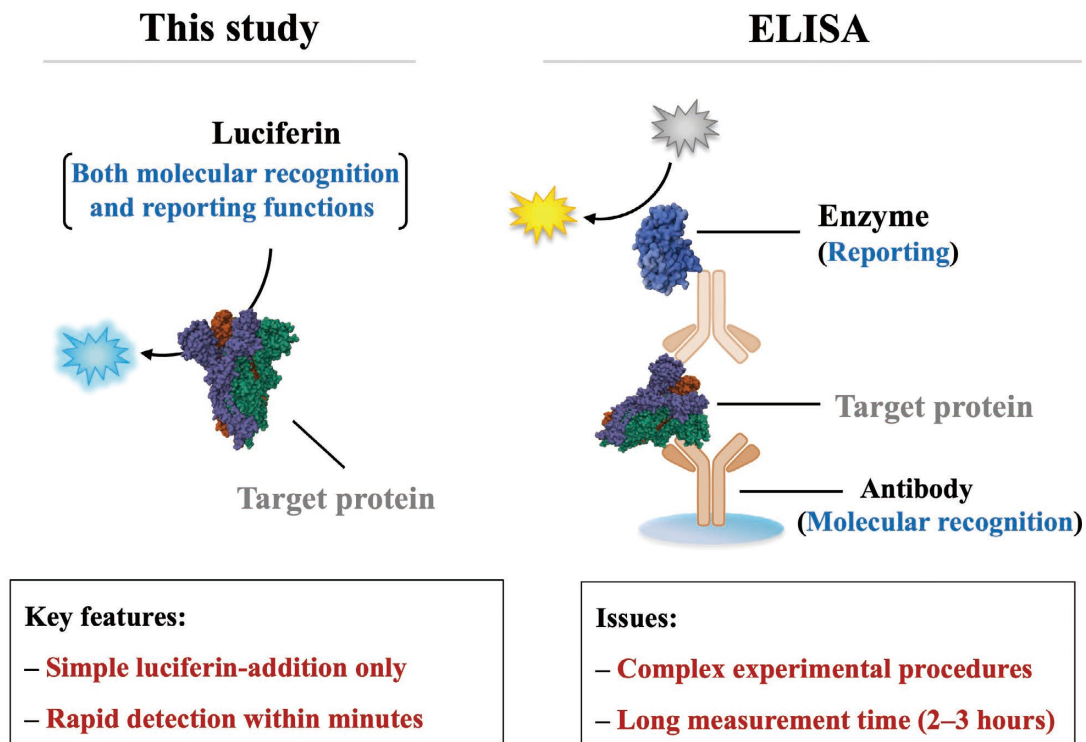 This study
Luciferin
Both molecular recognition
and reporting functions
Target protein
Key features:
– Simple luciferin-addition only
– Rapid detection within minutes
ELISA
Enzyme
(Reporting)
Target protein
Antibody
(Molecular recognition)
Issues:
– Complex experimental procedures
– Long measurement time (2–3 hours)